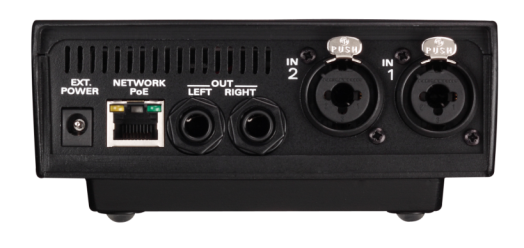 PUSH
PUSH
IN
2
IN
1
EXT.
POWER
NETWORK
PoE
OUT
LEFT RIGHT